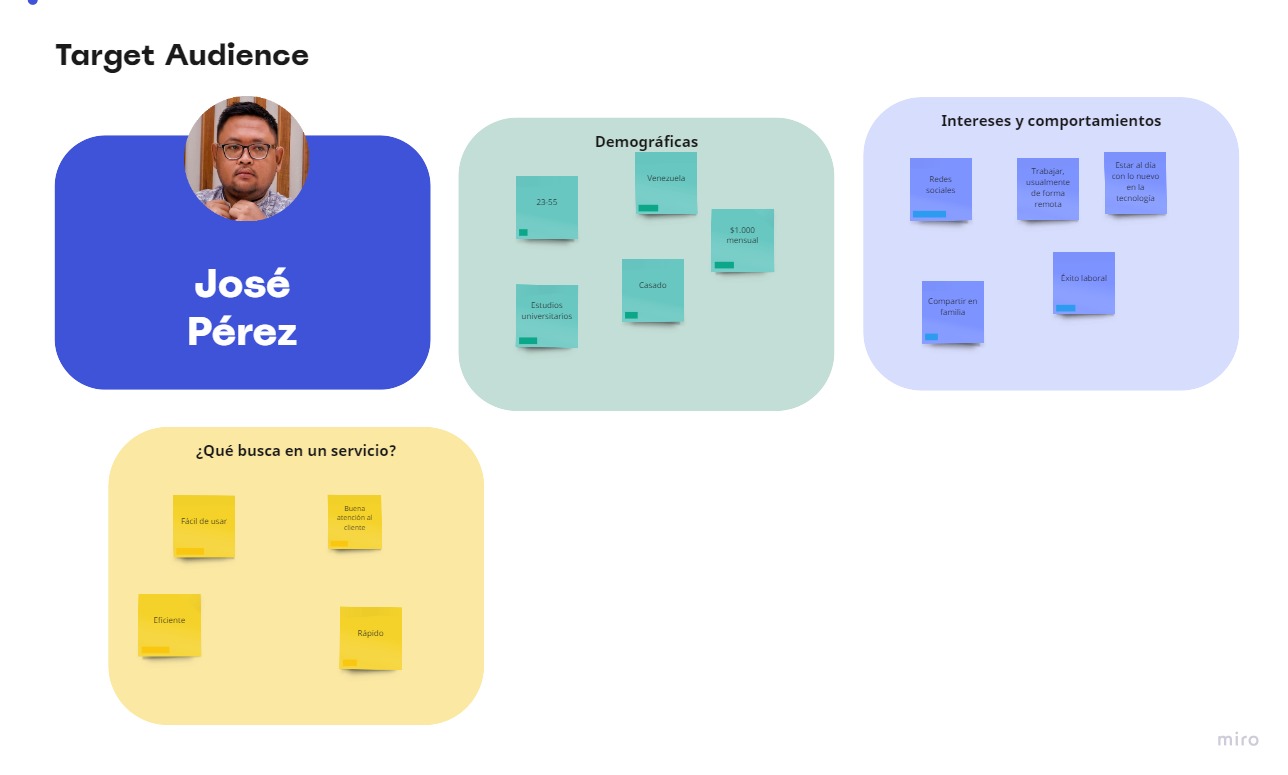 Target Audience
José
Pérez
Demográficas
23-55
Venezuela
$1.000
mensual
Estudios
universitarios
Casado
Intereses y comportamientos
Redes
sociales
Trabajar,
usualmente
de forma
remota
Estar al día
con lo nuevo
en la
tecnología
Compartir en
familia
Éxito laboral
¿Qué busca en un servicio?
Fácil de usar
Buena
atención al
cliente
Eficiente
Rápido
miro